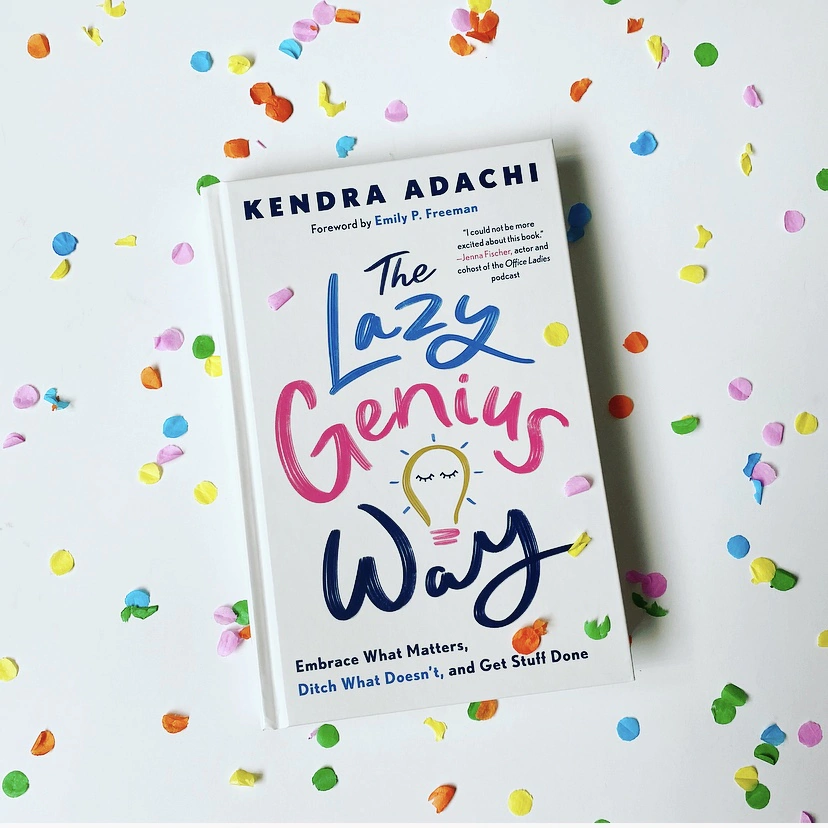 KENDRA ADACHI
Foreword by Emily P. Freeman
"I could not be more
excited about this book."
—Jenna Fischer, actor and
cohost of the Office Ladies
podcast
The
Lazy
Genius
Way
Embrace What Matters,
Ditch What Doesn't, and Get Stuff Done